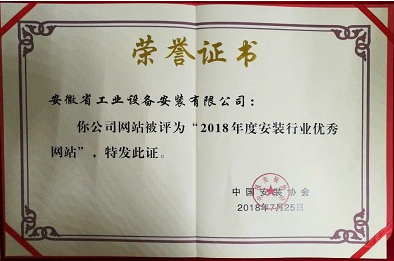 荣誉证书
安徽省工业设备安装有限公司：
你公司网站被评为“2018年度安装行业优秀
网站”，特发此证。
中国安装协会
2018年7月25日